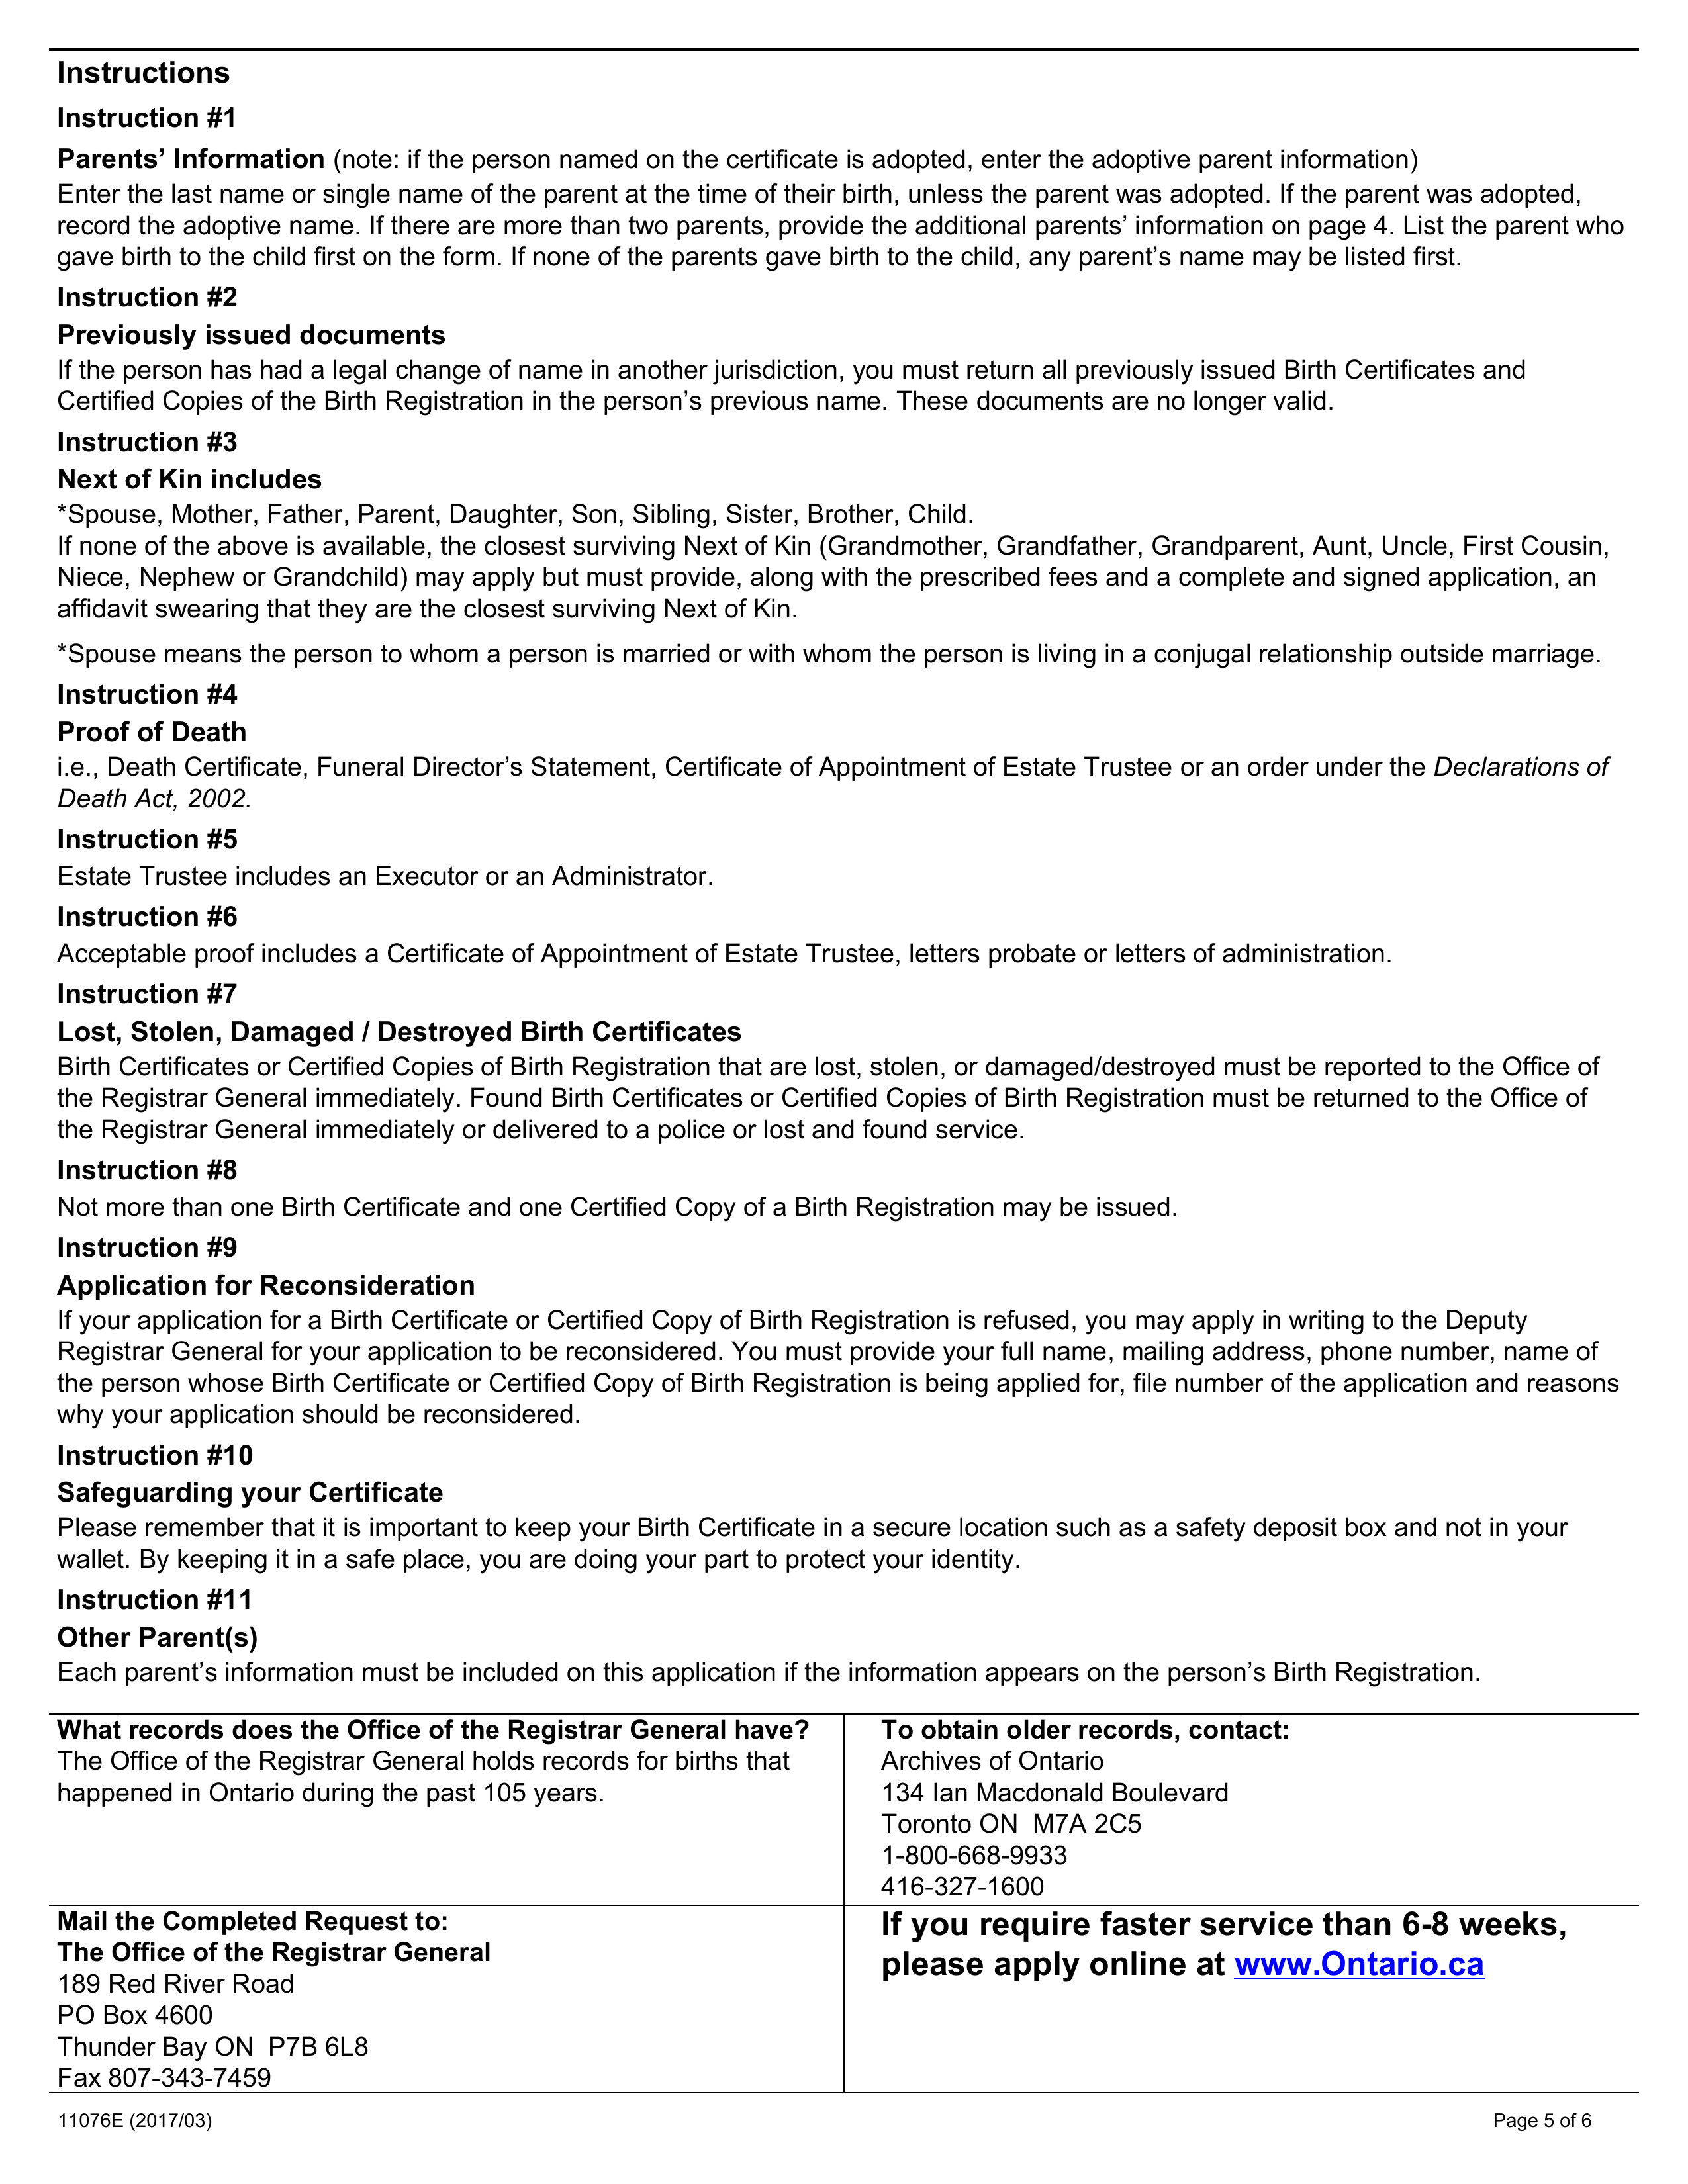 Instructions
Instruction #1
Parents’ Information (note: if the person named on the certificate is adopted, enter the adoptive parent information)
Enter the last name or single name of the parent at the time of their birth, unless the parent was adopted. If the parent was adopted,
record the adoptive name. If there are more than two parents, provide the additional parents’ information on page 4. List the parent who
gave birth to the child first on the form. If none of the parents gave birth to the child, any parent’s name may be listed first.
Instruction #2
Previously issued documents
If the person has had a legal change of name in another jurisdiction, you must return all previously issued Birth Certificates and
Certified Copies of the Birth Registration in the person’s previous name. These documents are no longer valid.
Instruction #3
Next of Kin includes
*Spouse, Mother, Father, Parent, Daughter, Son, Sibling, Sister, Brother, Child.
If none of the above is available, the closest surviving Next of Kin (Grandmother, Grandfather, Grandparent, Aunt, Uncle, First Cousin,
Niece, Nephew or Grandchild) may apply but must provide, along with the prescribed fees and a complete and signed application, an
affidavit swearing that they are the closest surviving Next of Kin.
*Spouse means the person to whom a person is married or with whom the person is living in a conjugal relationship outside marriage.
Instruction #4
Proof of Death
i.e., Death Certificate, Funeral Director’s Statement, Certificate of Appointment of Estate Trustee or an order under the Declarations of
Death Act, 2002.
Instruction #5
Estate Trustee includes an Executor or an Administrator.
Instruction #6
Acceptable proof includes a Certificate of Appointment of Estate Trustee, letters probate or letters of administration.
Instruction #7
Lost, Stolen, Damaged / Destroyed Birth Certificates
Birth Certificates or Certified Copies of Birth Registration that are lost, stolen, or damaged/destroyed must be reported to the Office of
the Registrar General immediately. Found Birth Certificates or Certified Copies of Birth Registration must be returned to the Office of
the Registrar General immediately or delivered to a police or lost and found service.
Instruction #8
Not more than one Birth Certificate and one Certified Copy of a Birth Registration may be issued.
Instruction #9
Application for Reconsideration
If your application for a Birth Certificate or Certified Copy of Birth Registration is refused, you may apply in writing to the Deputy
Registrar General for your application to be reconsidered. You must provide your full name, mailing address, phone number, name of
the person whose Birth Certificate or Certified Copy of Birth Registration is being applied for, file number of the application and reasons
why your application should be reconsidered.
Instruction #10
Safeguarding your Certificate
Please remember that it is important to keep your Birth Certificate in a secure location such as a safety deposit box and not in your
wallet. By keeping it in a safe place, you are doing your part to protect your identity.
Instruction #11
Other Parent(s)
Each parent’s information must be included on this application if the information appears on the person’s Birth Registration.
What records does the Office of the Registrar General have?
The Office of the Registrar General holds records for births that
happened in Ontario during the past 105 years.
To obtain older records, contact:
Archives of Ontario
134 Ian Macdonald Boulevard
Toronto ON  M7A 2C5
1-800-668-9933
416-327-1600
Mail the Completed Request to:
The Office of the Registrar General
189 Red River Road
PO Box 4600
Thunder Bay ON  P7B 6L8
Fax 807-343-7459
If you require faster service than 6-8 weeks,
please apply online at www.Ontario.ca
11076E (2017/03)
Page 5 of 6